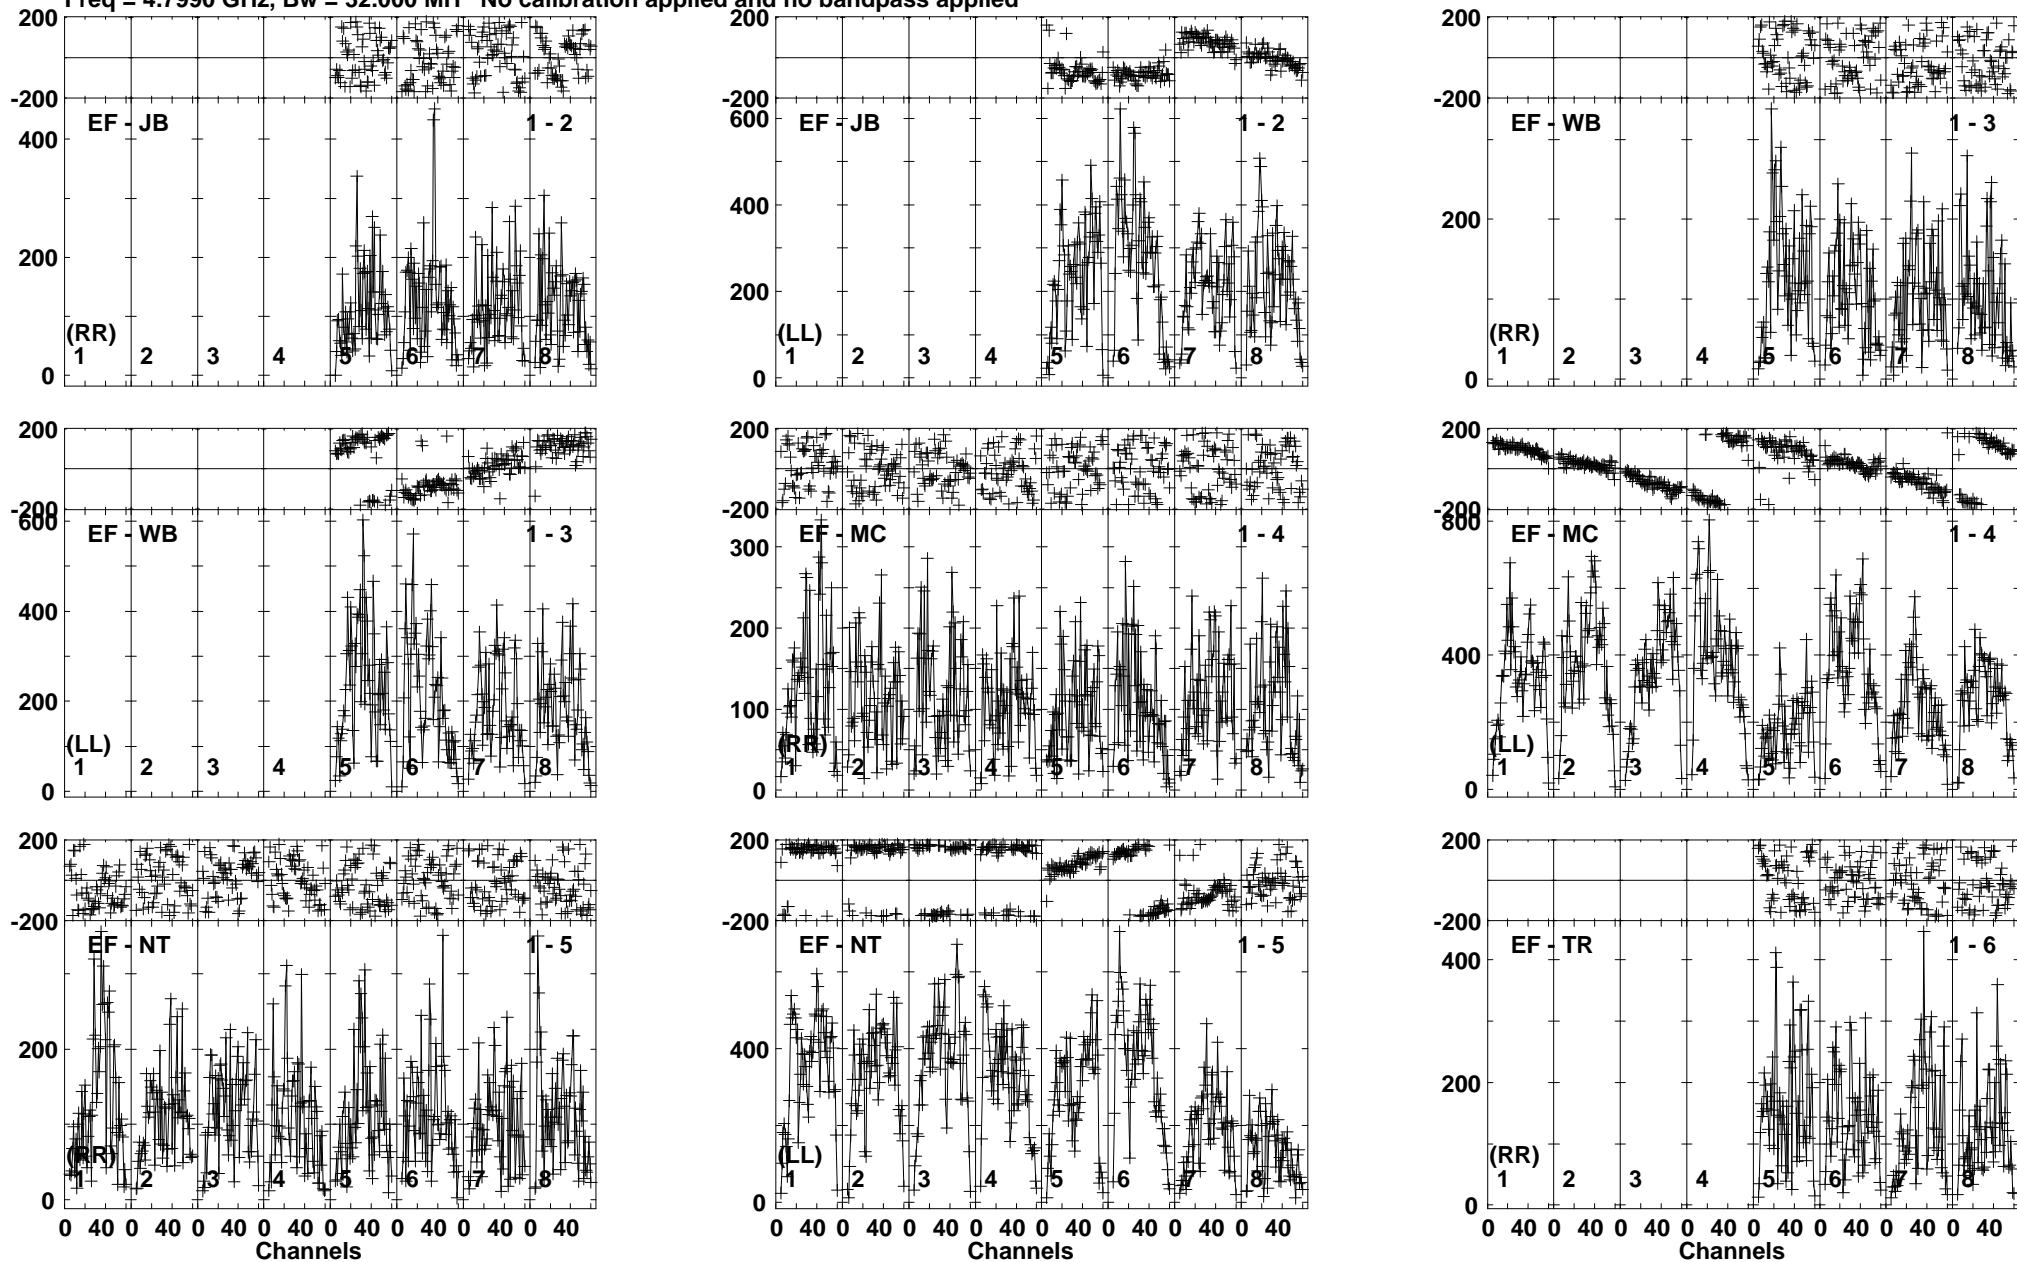 Freq = 4.7990 GHz, Bw = 32.000 MH No calibration applied and no bandpass applied
200 200 200
-200 -200 -200
EF - JB 1 - 2 EF - JB 1 - 2 EF - WB 1 - 3
400 600
200 400 200
200
(RR) (LL) (RR)
1 2 3 4 5 6 7 8 1 2 3 4 5 6 7 8 1 2 3 4 5 6 7 8
0 0 0
200 200 200
-200 -200 -200
600 800
EF - WB 1 - 3 EF - MC 1 - 4 EF - MC 1 - 4
400 300 400
200 200
100
(LL) (RR) (LL)
1 2 3 4 5 6 7 8 1 2 3 4 5 6 7 8 1 2 3 4 5 6 7 8
0 0 0
200 200 200
-200 -200 -200
EF - NT 1 - 5 EF - NT 1 - 5 EF - TR 1 - 6
400
200 400 200
(RR) (LL) (RR)
1 2 3 4 5 6 7 8 1 2 3 4 5 6 7 8 1 2 3 4 5 6 7 8
0 0 0
0 40 0 40 0 40 0 40 0 40 0 40 0 40 0 40 0 40 0 40 0 40 0 40 0 40 0 40 0 40 0 40 0 40 0 40 0 40 0 40 0 40 0 40 0 40 0 40
Channels Channels